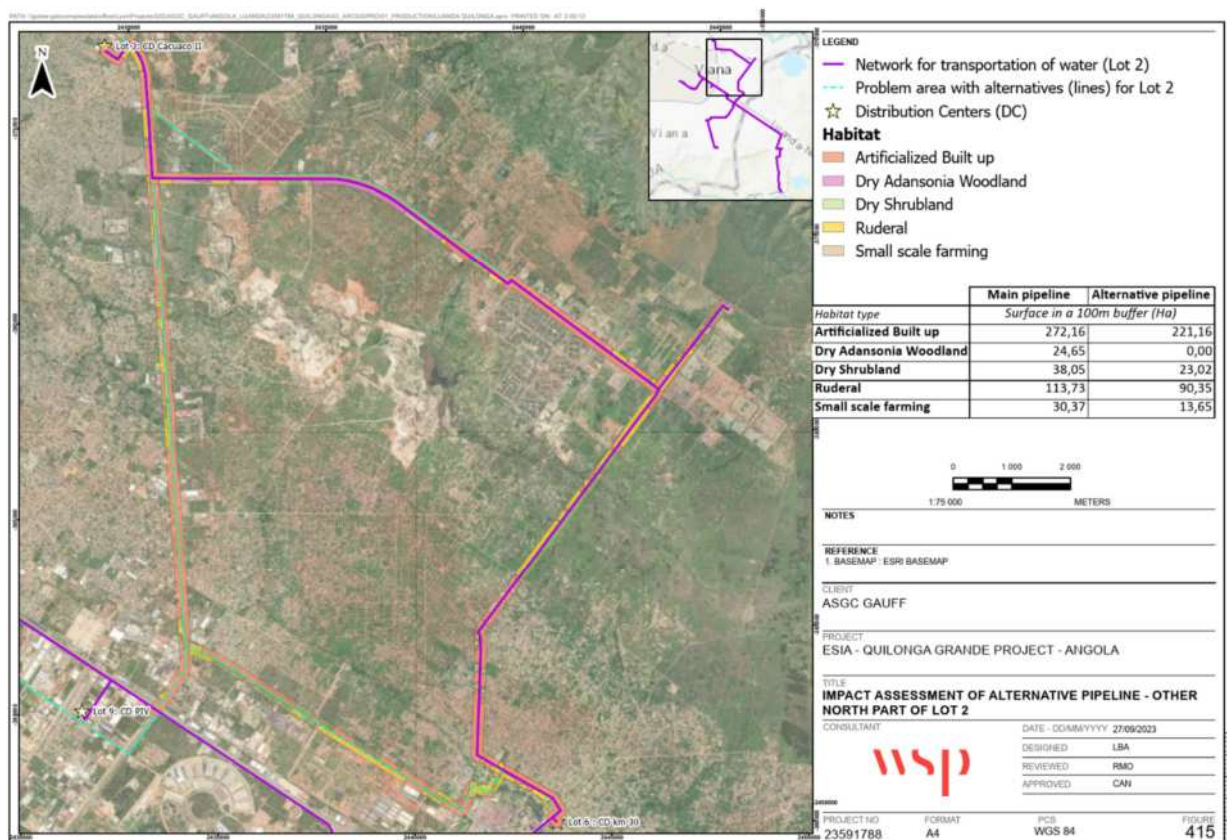 Lot 7: CD Cacuaco II
Lot 9: CD PIV
Lot 6 : CD km 30
N
Viana
Viana
LEGEND
Network for transportation of water (Lot 2)
Problem area with alternatives (lines) for Lot 2
Distribution Centers (DC)
Habitat
Artificialized Built up
Dry Adansonia Woodland
Dry Shrubland
Ruderal
Small scale farming
Main pipeline Alternative pipeline
Habitat type Surface in a 100m buffer (Ha)
Artificialized Built up 272,16 221,16
Dry Adansonia Woodland 24,65 0,00
Dry Shrubland 38,05 23,02
Ruderal 113,73 90,35
Small scale farming 30,37 13,65
0 1 000 2 000
1:75 000 METERS
NOTES
REFERENCE
1. BASEMAP : ESRI BASEMAP
CLIENT
ASGC GAUFF
PROJECT
ESIA - QUILONGA GRANDE PROJECT - ANGOLA
TITLE
IMPACT ASSESSMENT OF ALTERNATIVE PIPELINE - OTHER
NORTH PART OF LOT 2
CONSULTANT
wsp
DATE - DD/MM/YYYY 27/09/2023
DESIGNED LBA
REVIEWED RMO
APPROVED CAN
PROJECT NO FORMAT PCS FIGURE
23591788 A4 WGS 84 415